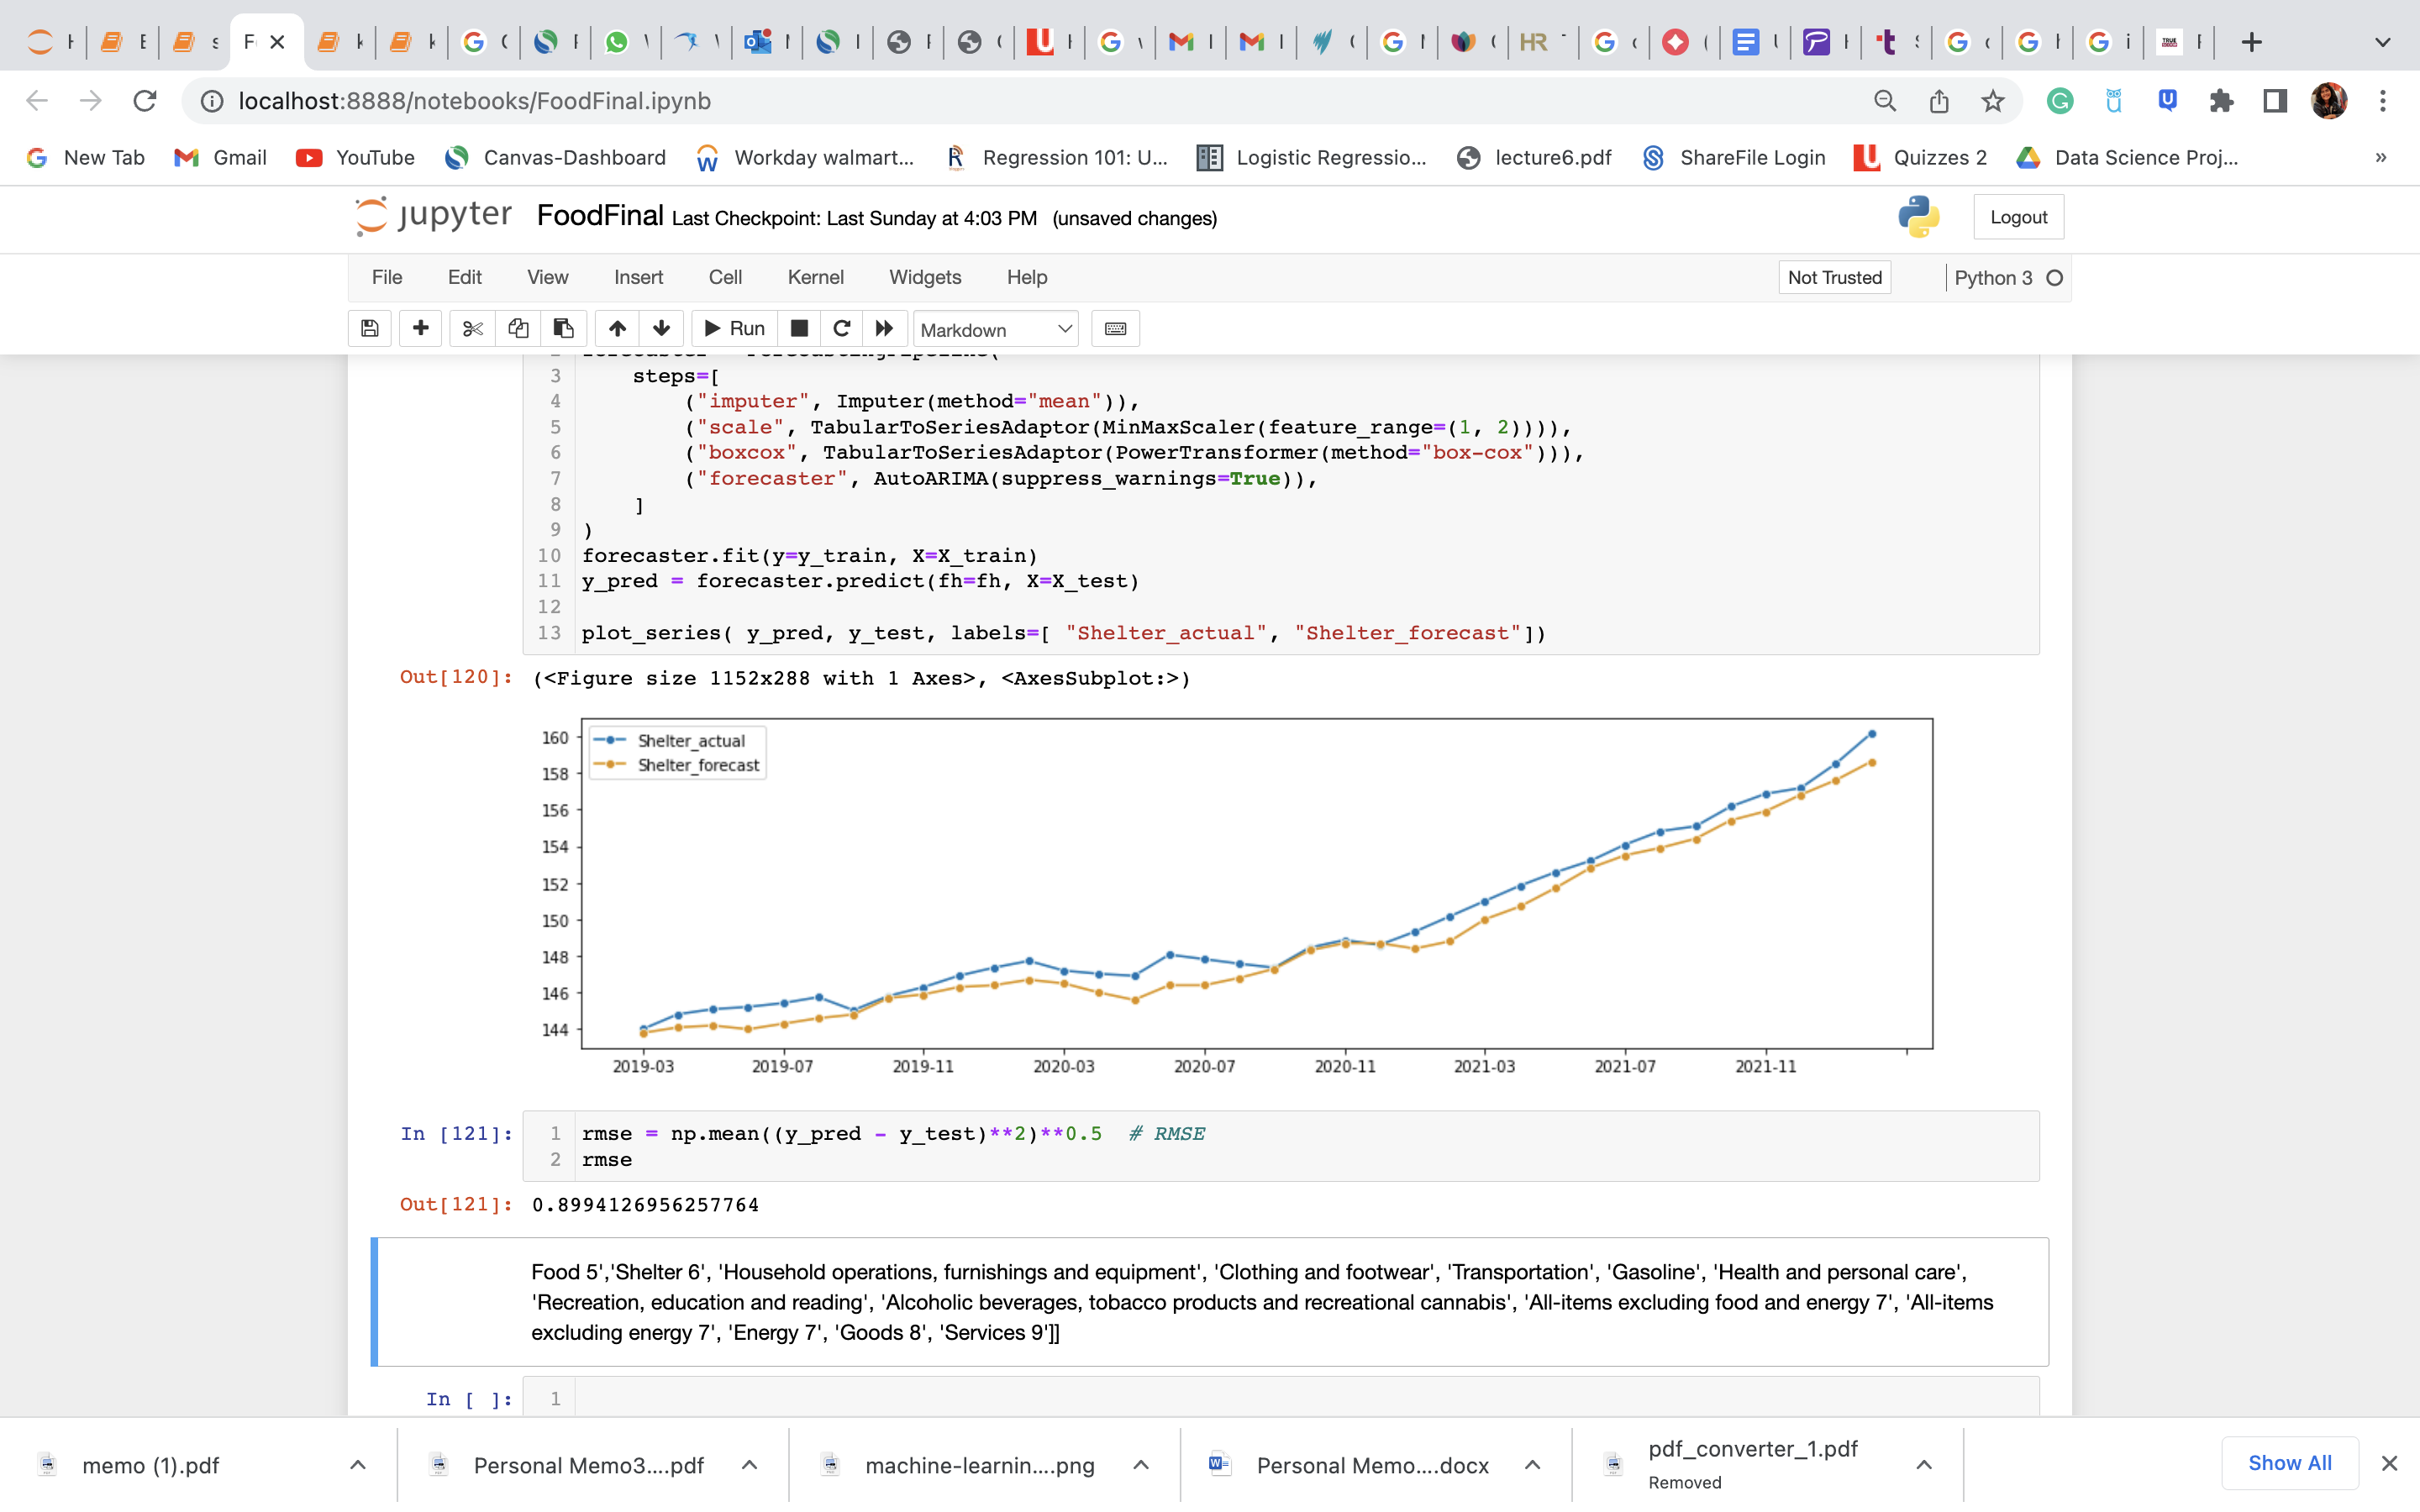 localhost:8888/notebooks/FoodFinal.ipynb
New Tab Gmail YouTube Canvas-Dashboard Workday walmart... Regression 101: U... Logistic Regressio... lecture6.pdf ShareFile Login Quizzes 2 Data Science Proj... »
jupyter FoodFinal Last Checkpoint: Last Sunday at 4:03 PM (unsaved changes) Logout
File Edit View Insert Cell Kernel Widgets Help Not Trusted Python 3
Run Markdown
3 steps=[
4 ("imputer", Imputer(method="mean")),
5 ("scale", TabularToSeriesAdaptor(MinMaxScaler(feature_range=(1, 2)))),
6 ("boxcox", TabularToSeriesAdaptor(PowerTransformer(method="box-cox"))),
7 ("forecaster", AutoARIMA(suppress_warnings=True)),
8 ]
9 )
10 forecaster.fit(y=y_train, X=X_train)
11 y_pred = forecaster.predict(fh=fh, X=X_test)
12
13 plot_series( y_pred, y_test, labels=[ "Shelter_actual", "Shelter_forecast"])
Out[120]: (<Figure size 1152x288 with 1 Axes>, <AxesSubplot:>)
Shelter_actual
Shelter_forecast
160
158
156
154
152
150
148
146
144
2019-03 2019-07 2019-11 2020-03 2020-07 2020-11 2021-03 2021-07 2021-11
In [121]: 1 rmse = np.mean((y_pred - y_test)**2)**0.5 # RMSE
2 rmse
Out[121]: 0.8994126956257764
Food 5','Shelter 6', 'Household operations, furnishings and equipment', 'Clothing and footwear', 'Transportation', 'Gasoline', 'Health and personal care',
'Recreation, education and reading', 'Alcoholic beverages, tobacco products and recreational cannabis', 'All-items excluding food and energy 7', 'All-items
excluding energy 7', 'Energy 7', 'Goods 8', 'Services 9']]
In [ ]: 1
memo (1).pdf Personal Memo3....pdf machine-learnin....png Personal Memo....docx pdf_converter_1.pdf Show All
Removed